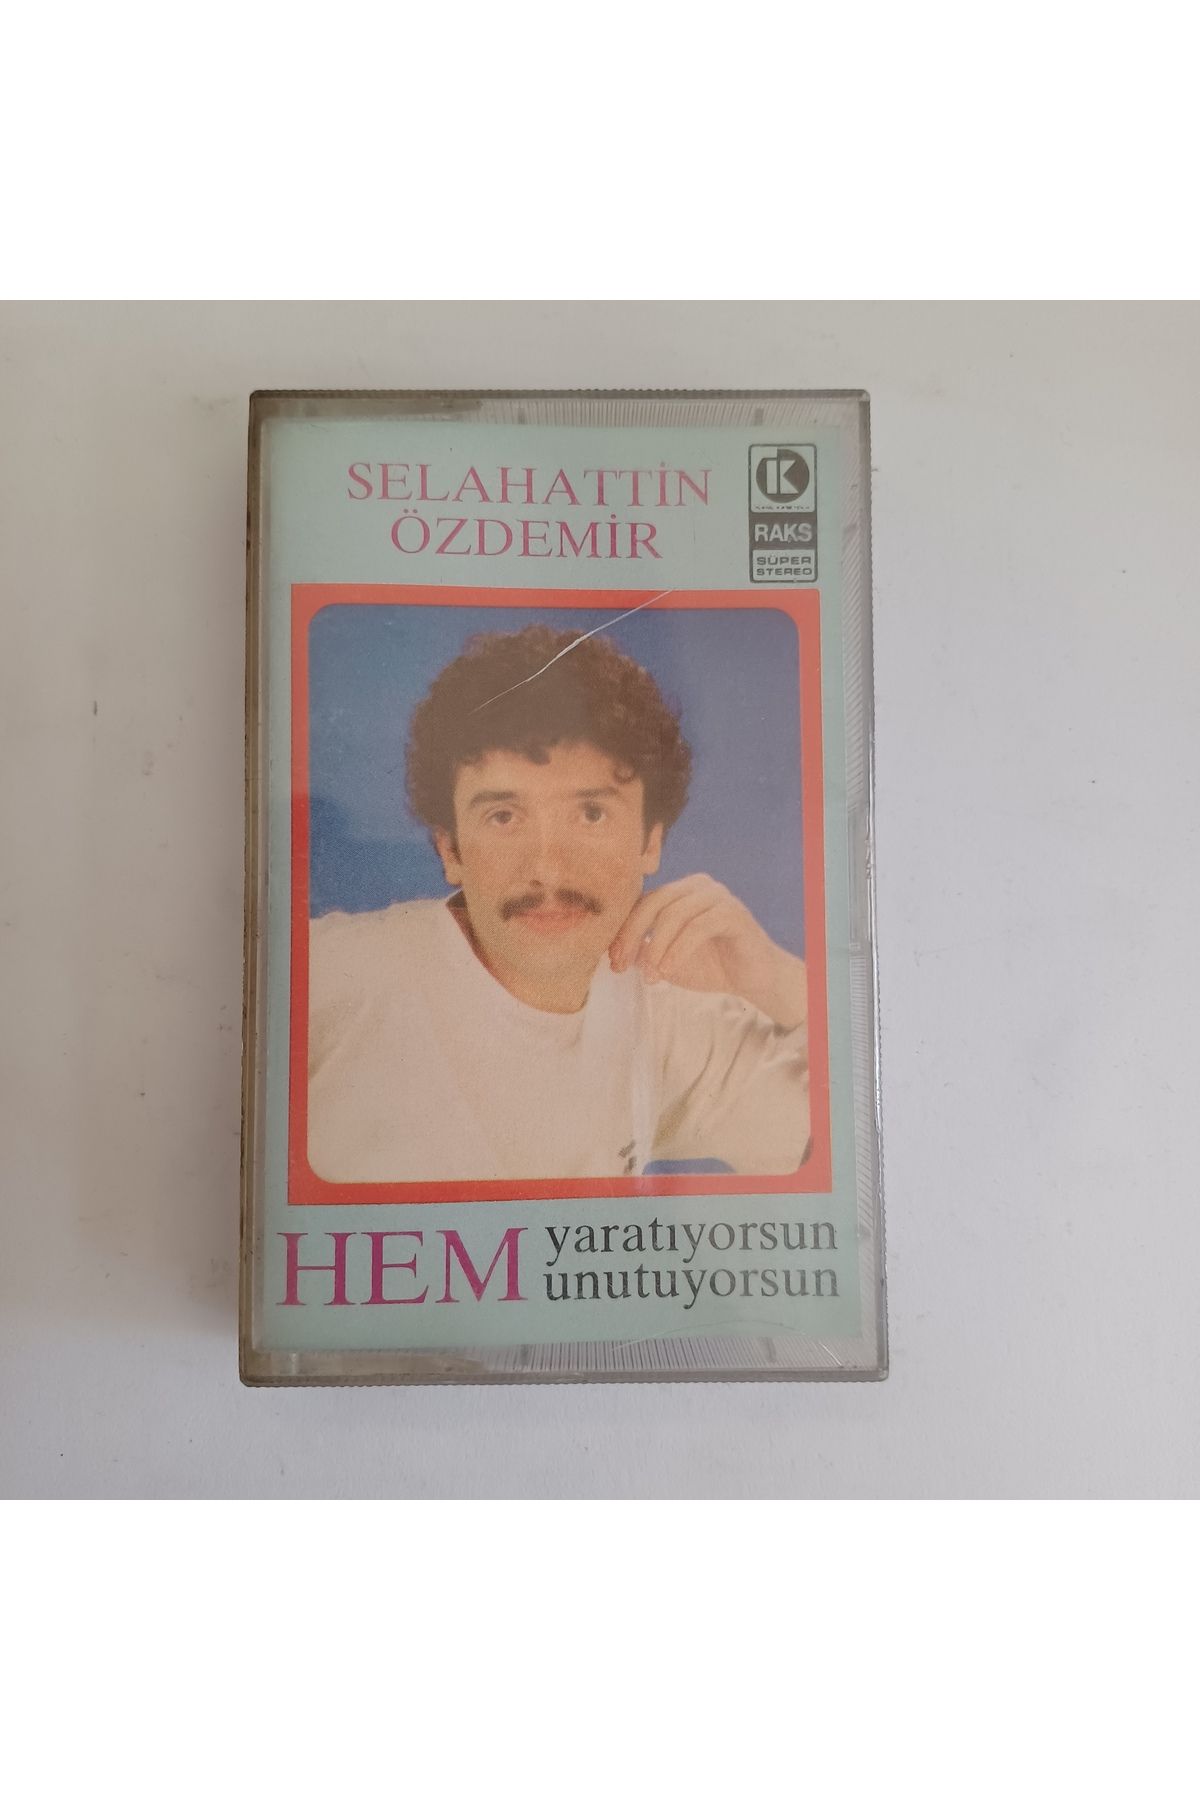 SELAHATTİN
ÖZDEMİR
RAKS
SÜPER
STEREO
HEM yaratıyorsun
unutuyorsun